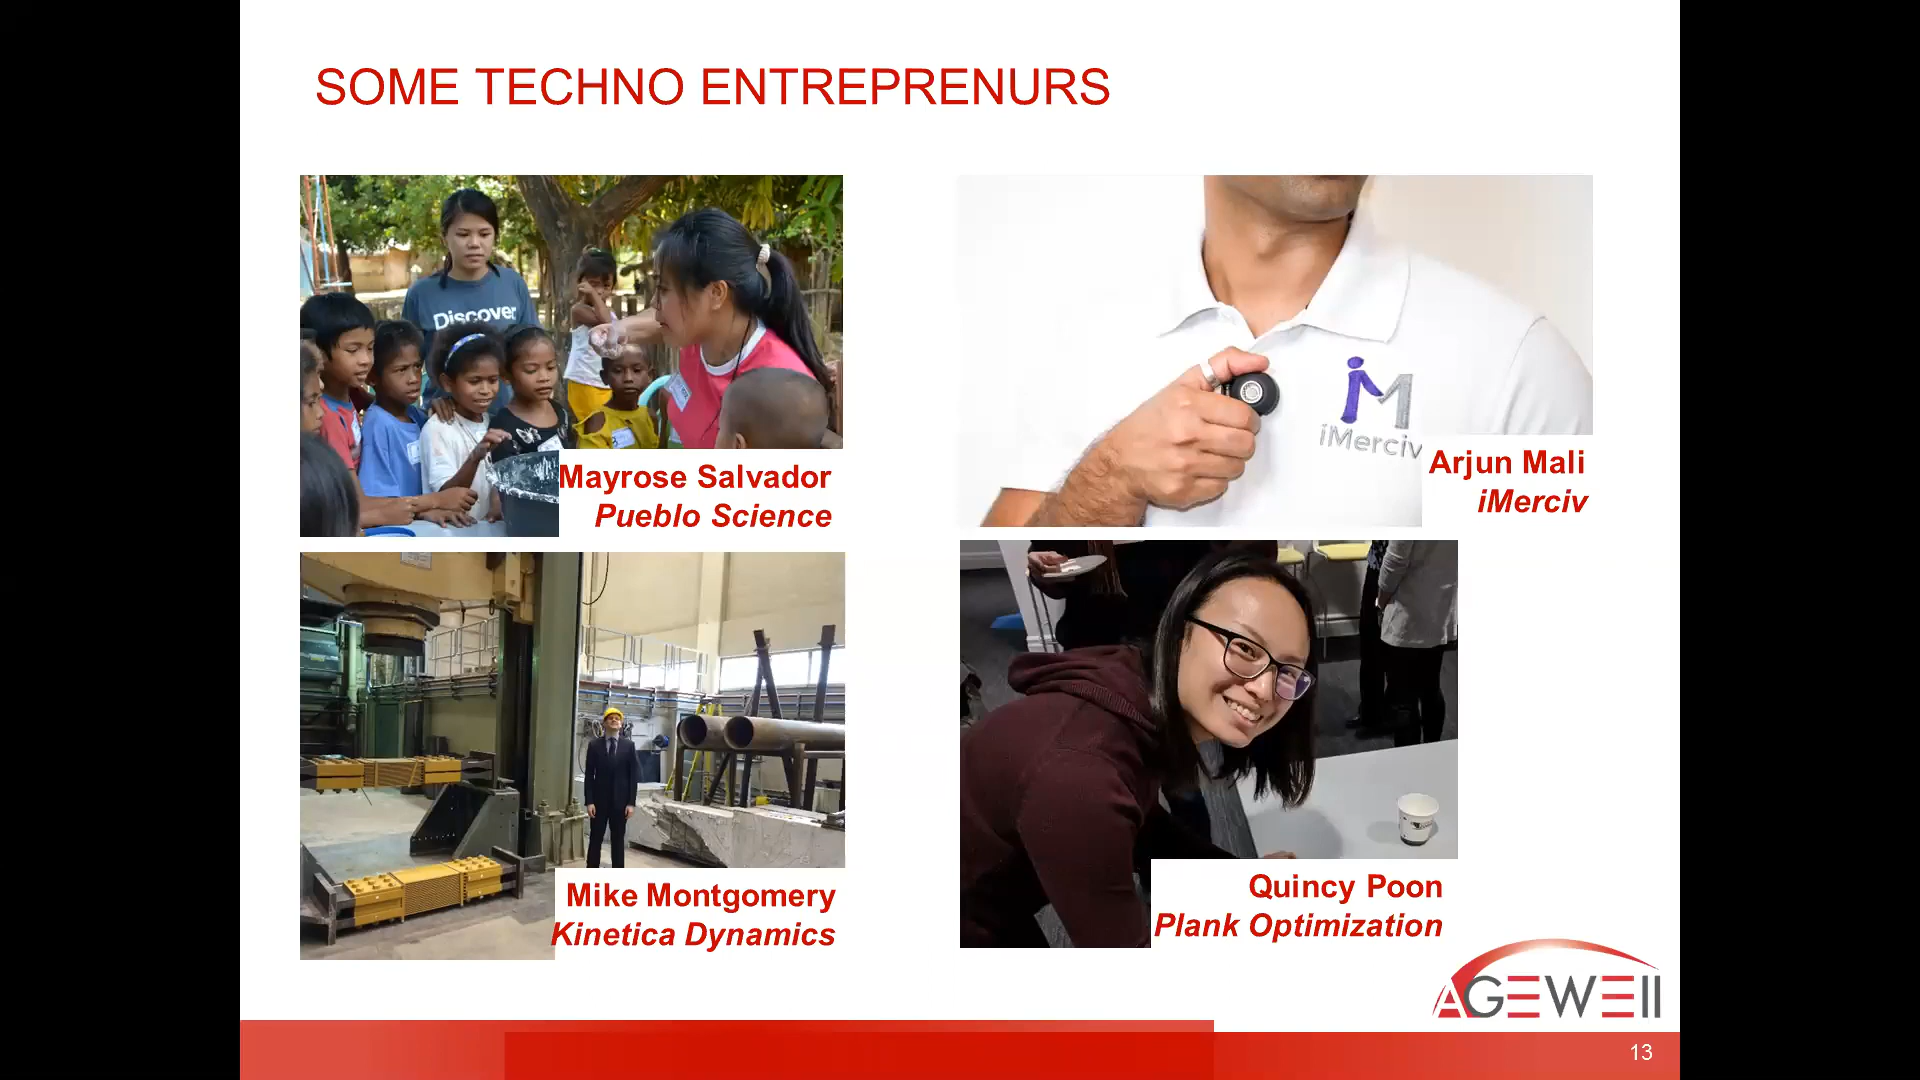 SOME TECHNO ENTREPRENURS
Discover
Mayrose Salvador
Pueblo Science
iM
iMerciv
Arjun Mali
iMerciv
Mike Montgomery
Kinetica Dynamics
Quincy Poon
Plank Optimization
AGEWEll
13